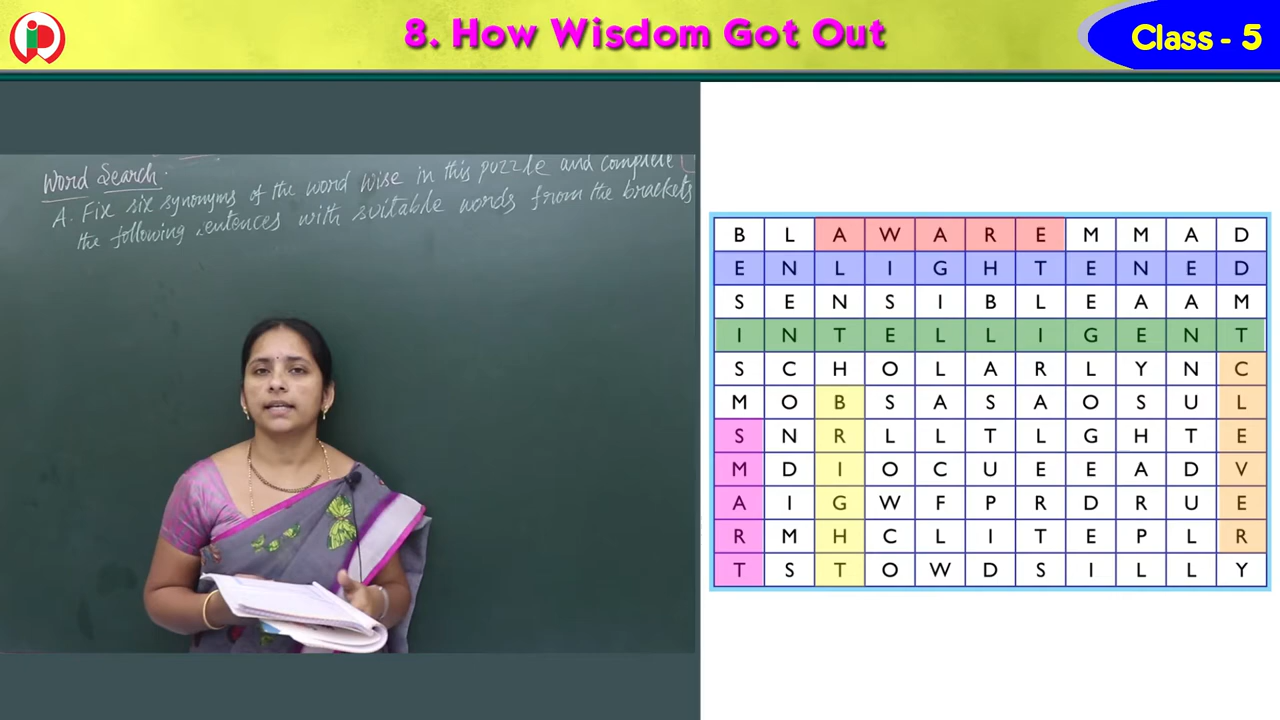 8. How Wisdom Got Out
Class - 5
Word Search.
A. Fix six synonyms of the word wise in this puzzle and complete
the following sentences with suitable words from the brackets
B L A W A R E M M A D
E N L I G H T E N E D
S E N S I B L E A A M
I N T E L L I G E N T
S C H O L A R L Y N C
M O B S A S A O S U L
S N R L L T L G H T E
M D I O C U E E A D V
A I G W F P R D R U E
R M H C L I T E P L R
T S T O W D S I L L Y